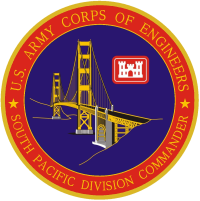 U.S. ARMY CORPS OF ENGINEERS
SOUTH PACIFIC DIVISION COMMANDER